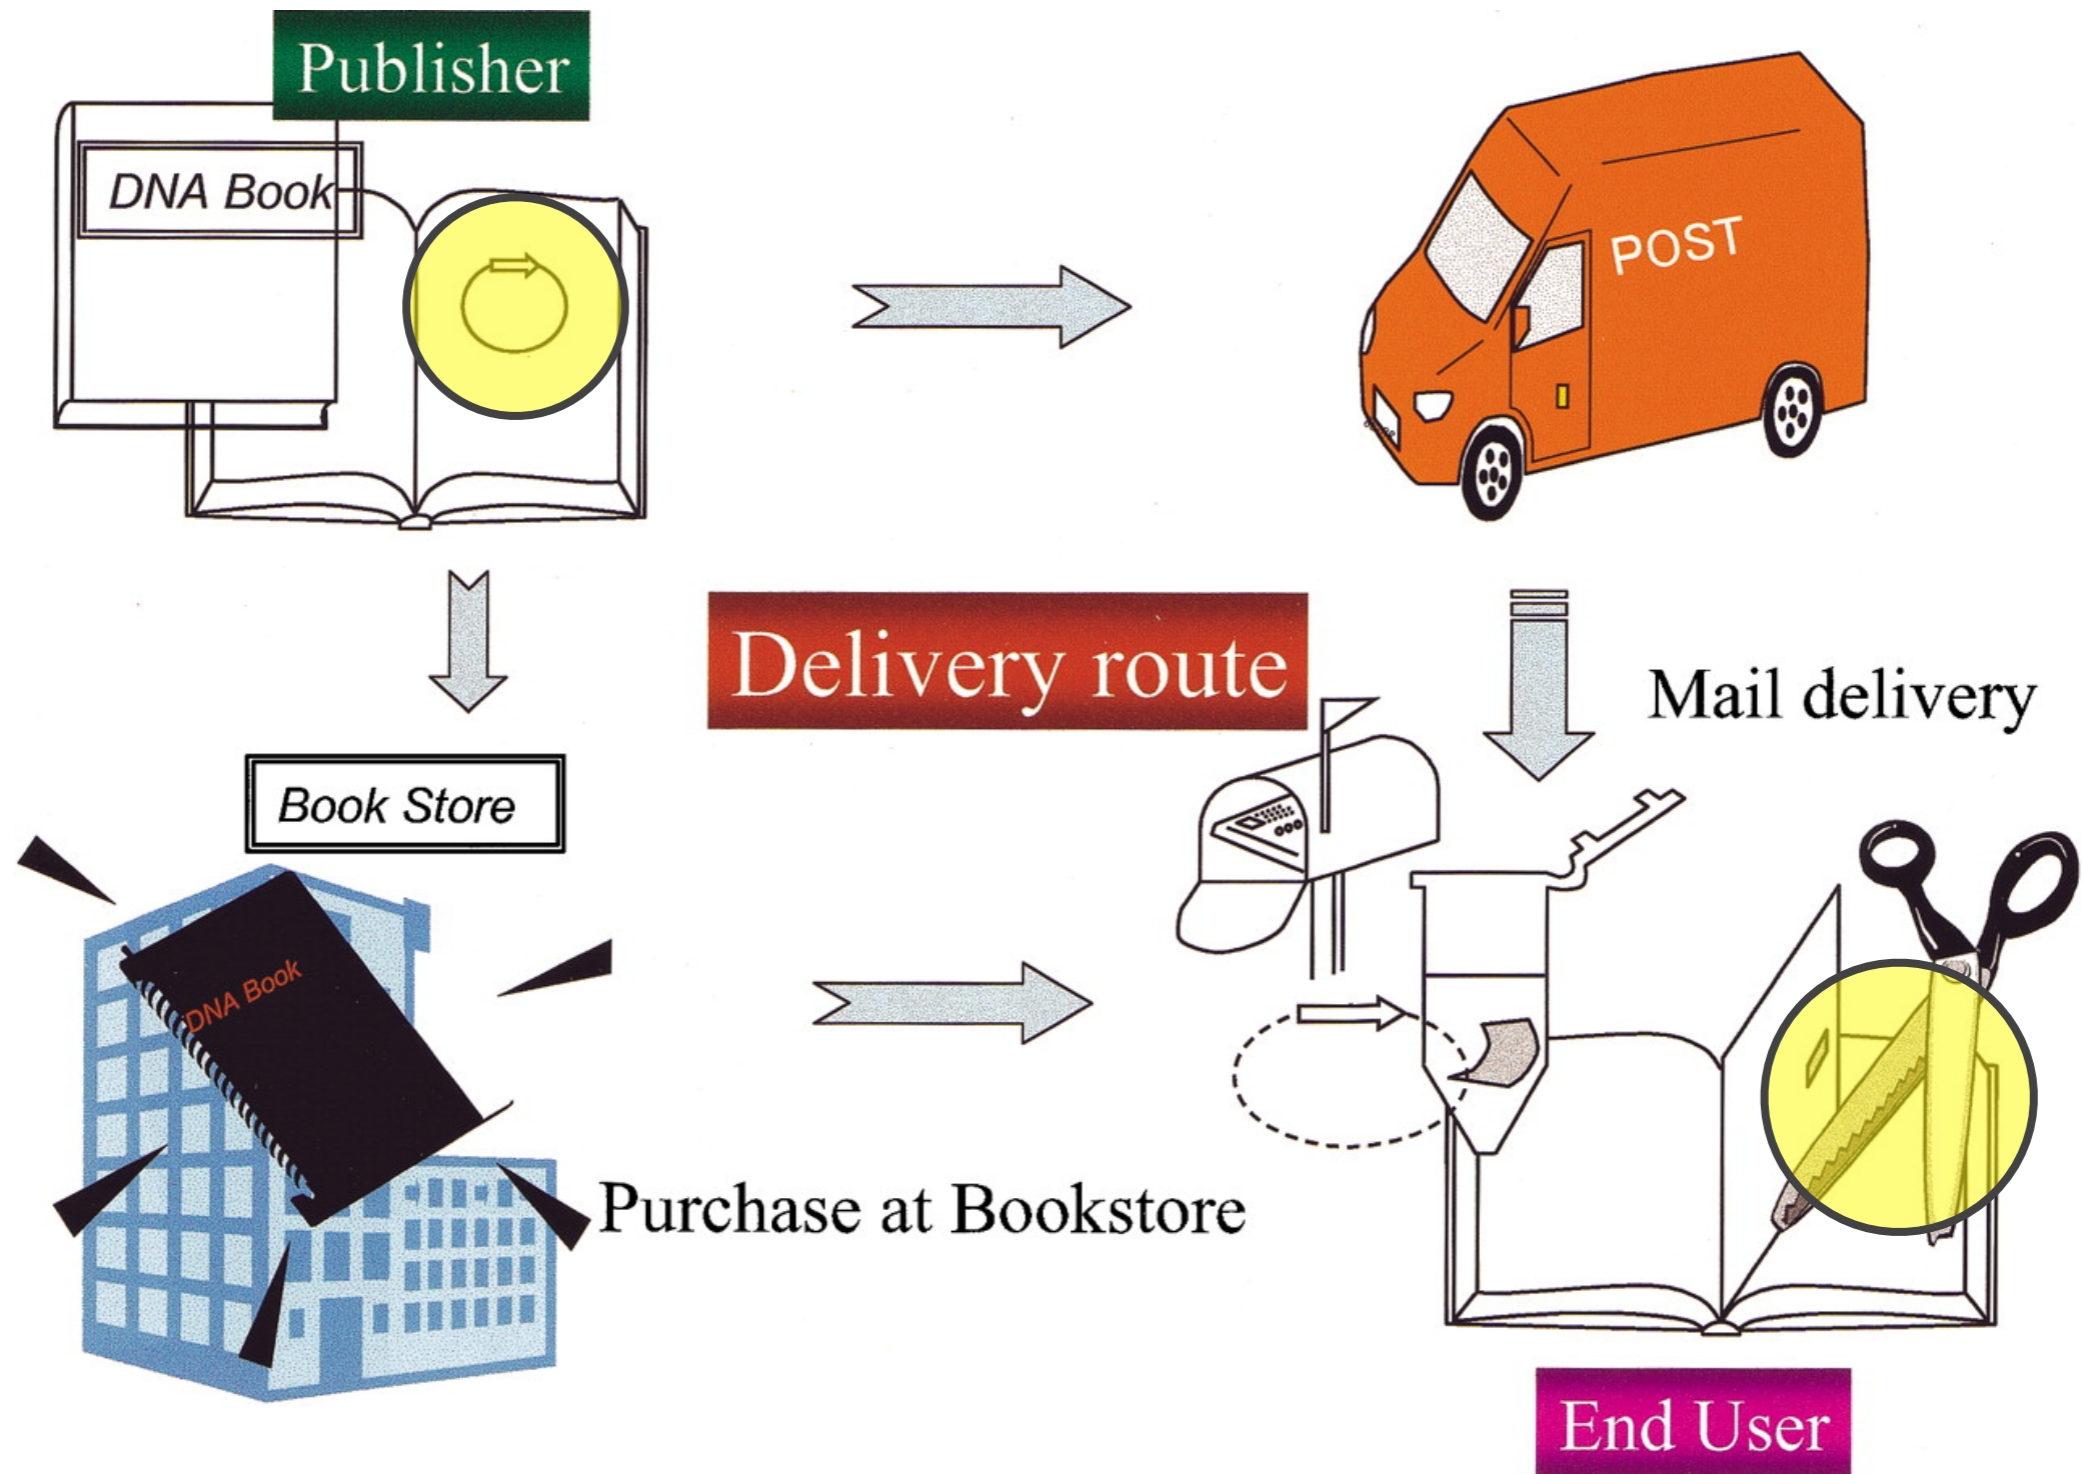 Publisher
DNA Book
POST
Delivery route
Mail delivery
Book Store
DNA Book
Purchase at Bookstore
End User